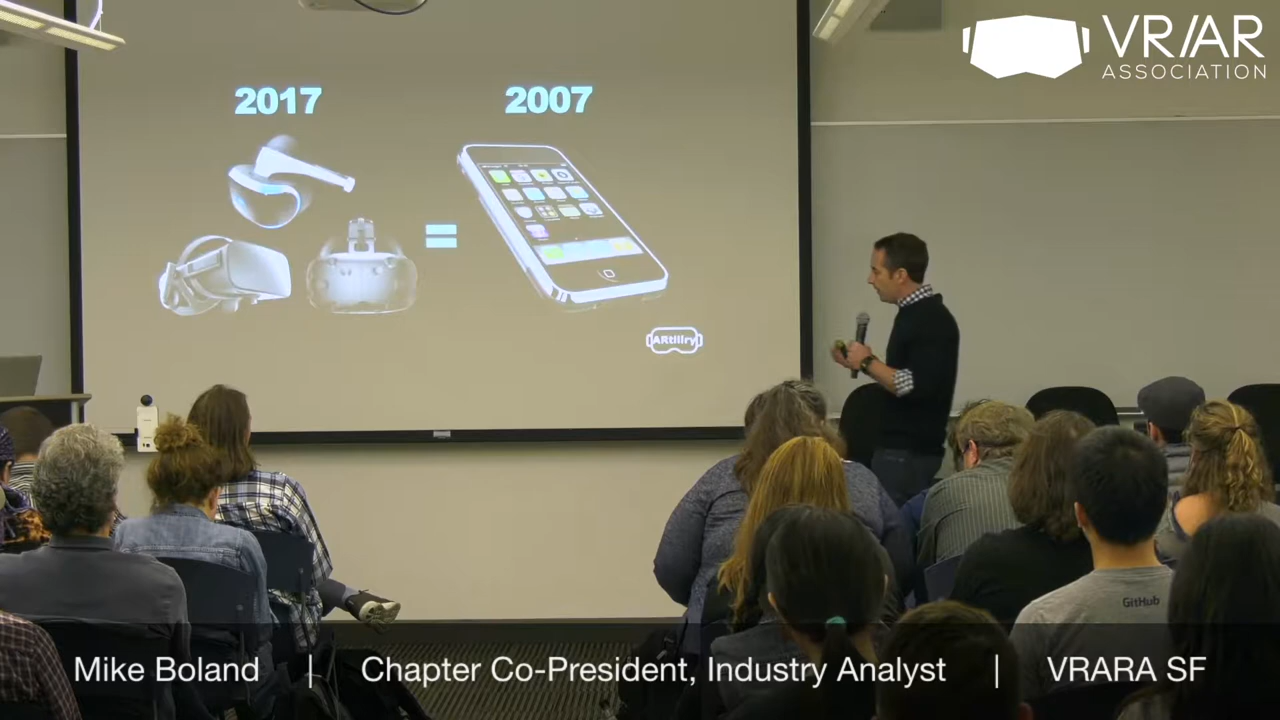 VR/AR
ASSOCIATION
2017
2007
=
ARtillry
GitHub
Mike Boland | Chapter Co-President, Industry Analyst | VRARA SF